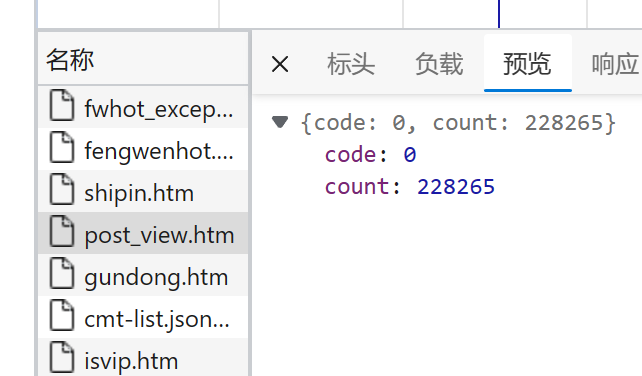 名称
fwhot_excep...
fengwenhot....
shipin.htm
post_view.htm
gundong.htm
cmt-list.json...
isvip.htm
× 标头 负载 预览 响应
▼ {code: 0, count: 228265}
code: 0
count: 228265